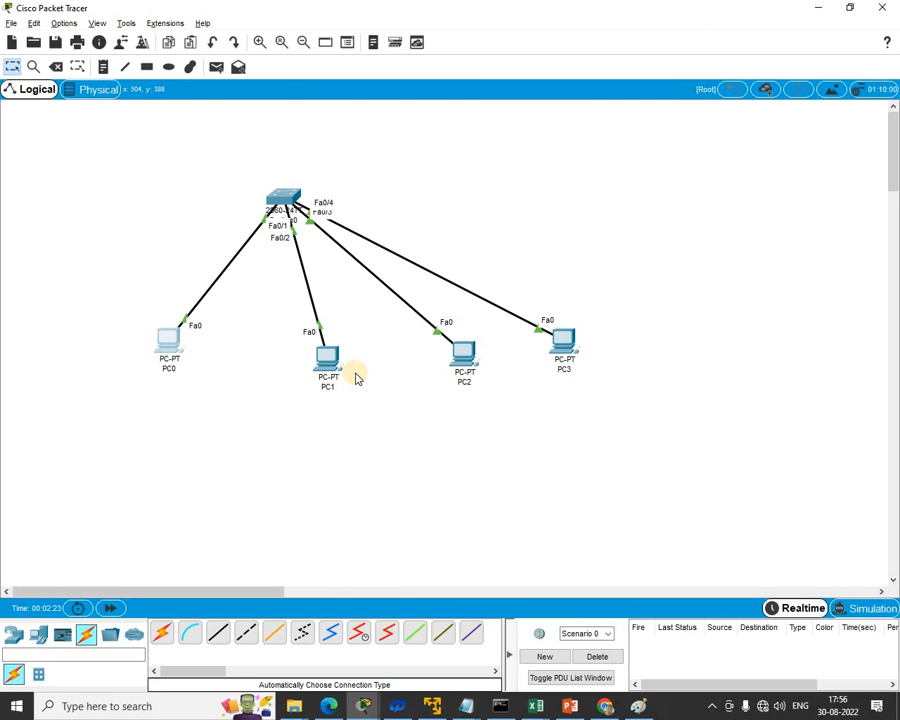 Cisco Packet Tracer
File Edit Options View Tools Extensions Help
?
Logical Physical x: 504, y: 388 [Root] 01:10:00
Fa0/4
Fa0/3
Fa0/1
Fa0/2
Fa0
Fa0
Fa0
Fa0
PC-PT
PC0
PC-PT
PC1
PC-PT
PC2
PC-PT
PC3
Time: 00:02:23 Realtime Simulation
Scenario 0
New Delete
Toggle PDU List Window
Fire Last Status Source Destination Type Color Time(sec)
Automatically Choose Connection Type
Type here to search
ENG
17:56
30-08-2022